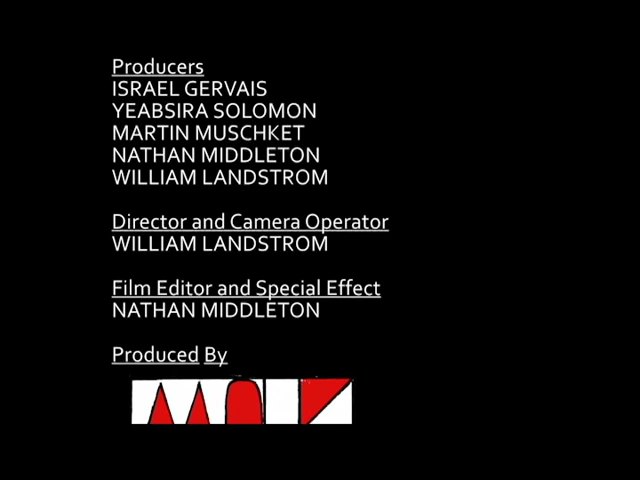 Producers
ISRAEL GERVAIS
YEABSIRA SOLOMON
MARTIN MUSCHKET
NATHAN MIDDLETON
WILLIAM LANDSTROM
Director and Camera Operator
WILLIAM LANDSTROM
Film Editor and Special Effect
NATHAN MIDDLETON
Produced By